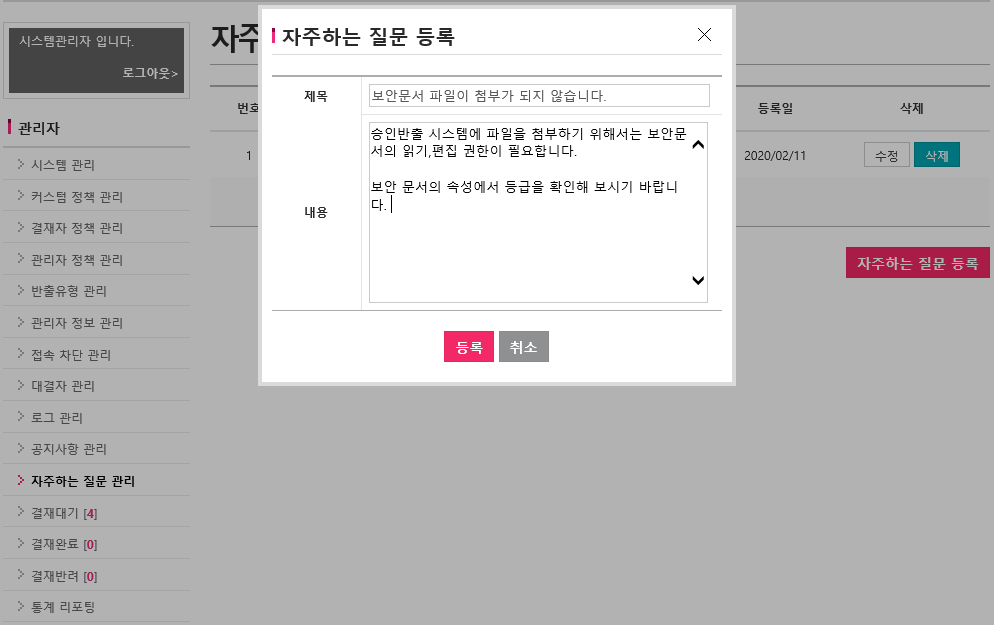 시스템관리자 입니다.
로그아웃>
관리자
시스템 관리
커스텀 정책 관리
결재자 정책 관리
관리자 정책 관리
반출유형 관리
관리자 정보 관리
접속 차단 관리
대결자 관리
로그 관리
공지사항 관리
자주하는 질문 관리
결재대기 [4]
결재완료 [0]
결재반려 [0]
통계 리포팅
자주
번호 등록일 삭제
1 2020/02/11 수정 삭제
자주하는 질문 등록
자주하는 질문 등록
제목 보안문서 파일이 첨부가 되지 않습니다.
내용
승인반출 시스템에 파일을 첨부하기 위해서는 보안문
서의 읽기,편집 권한이 필요합니다.
보안 문서의 속성에서 등급을 확인해 보시기 바랍니
다.
등록 취소